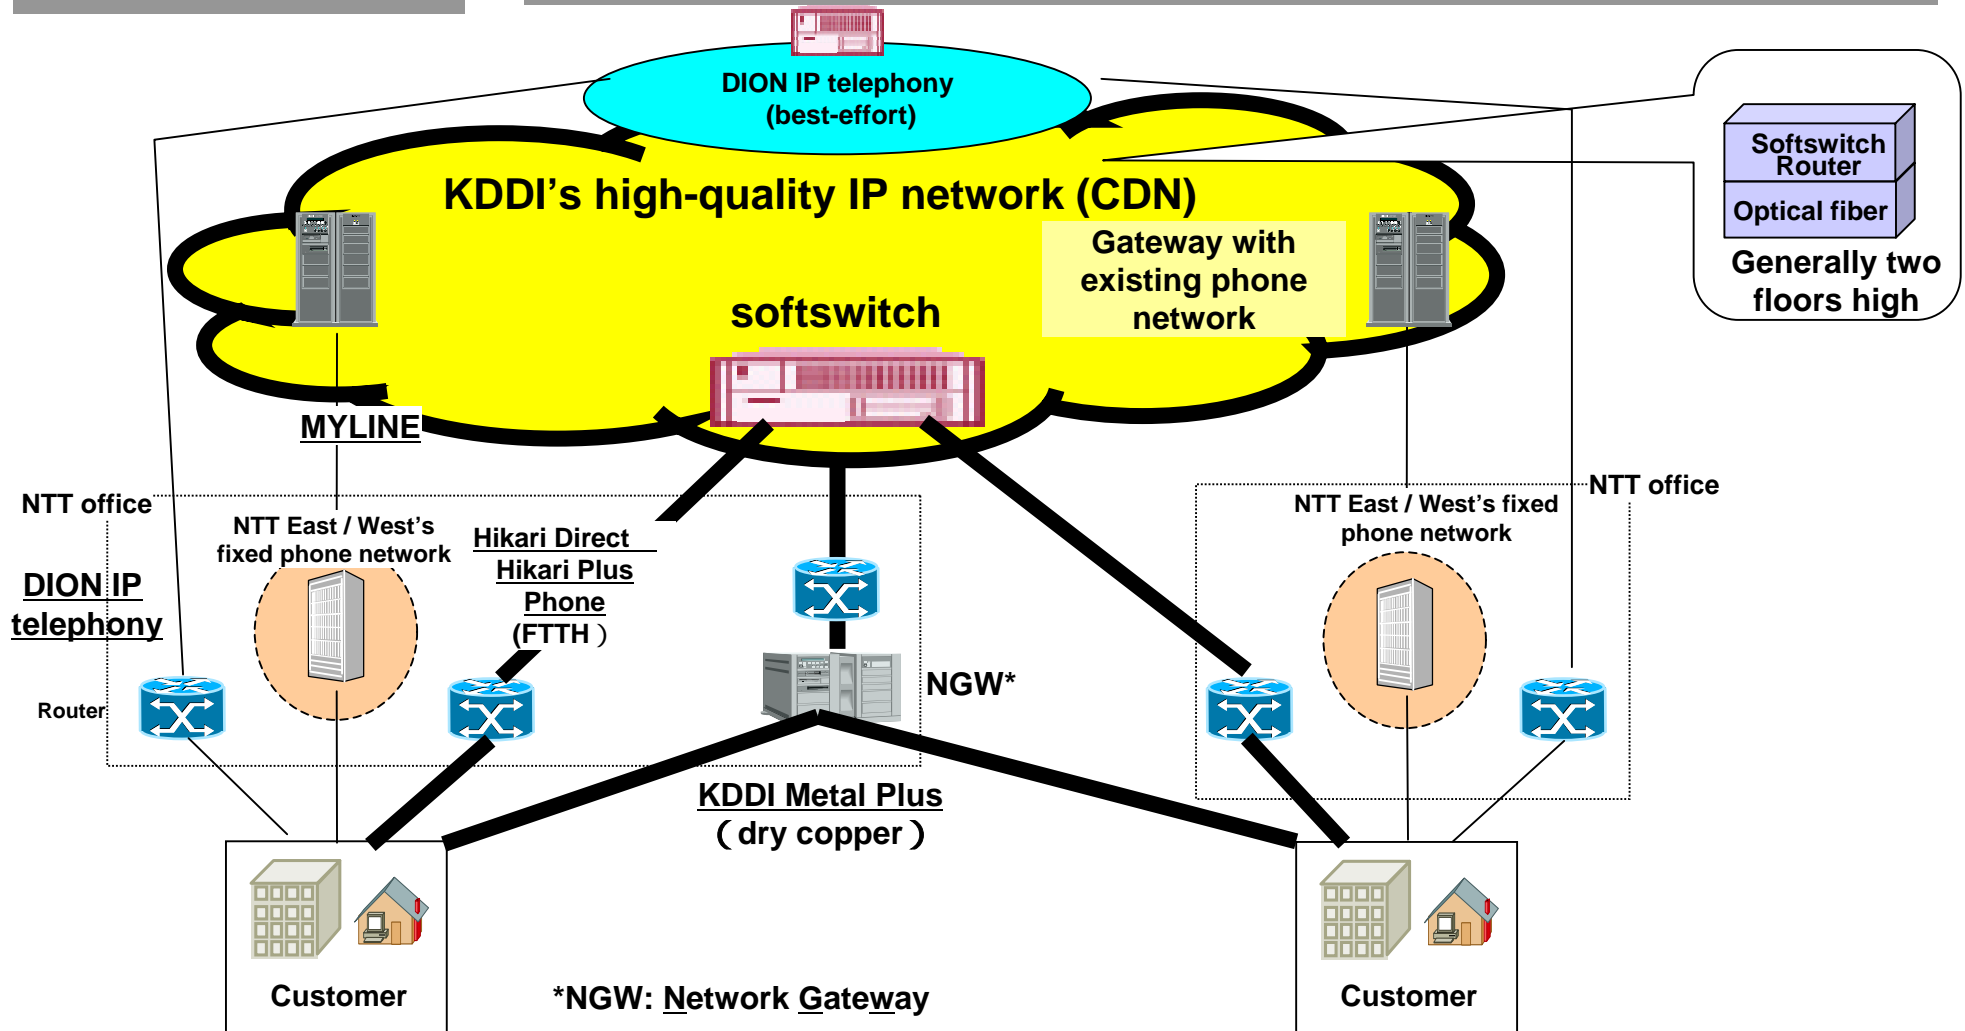 DION IP telephony
(best-effort)
KDDI’s high-quality IP network (CDN)
Softswitch
Router
Optical fiber
Generally two
floors high
Gateway with
existing phone
network
softswitch
MYLINE
NTT office
NTT East / West’s
fixed phone network
Hikari Direct
Hikari Plus
Phone
(FTTH）
DION IP
telephony
Router
NGW*
NTT office
NTT East / West’s fixed
phone network
KDDI Metal Plus
（dry copper）
Customer
*NGW: Network Gateway
Customer